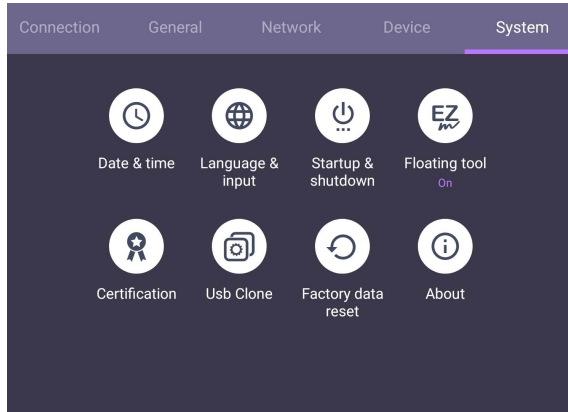 Connection General Network Device System
EZ
Date & time Language & Startup & Floating tool
input shutdown On
Certification Usb Clone Factory data About
reset